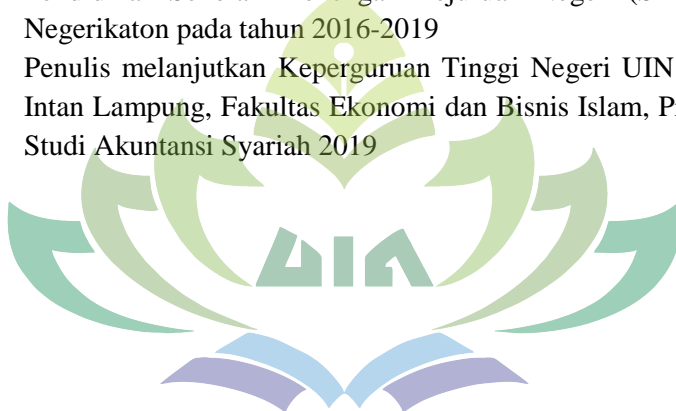 Negerikaton pada tahun 2016-2019
Penulis melanjutkan Keperguruan Tinggi Negeri UIN
Intan Lampung, Fakultas Ekonomi dan Bisnis Islam, P
Studi Akuntansi Syariah 2019
UIN